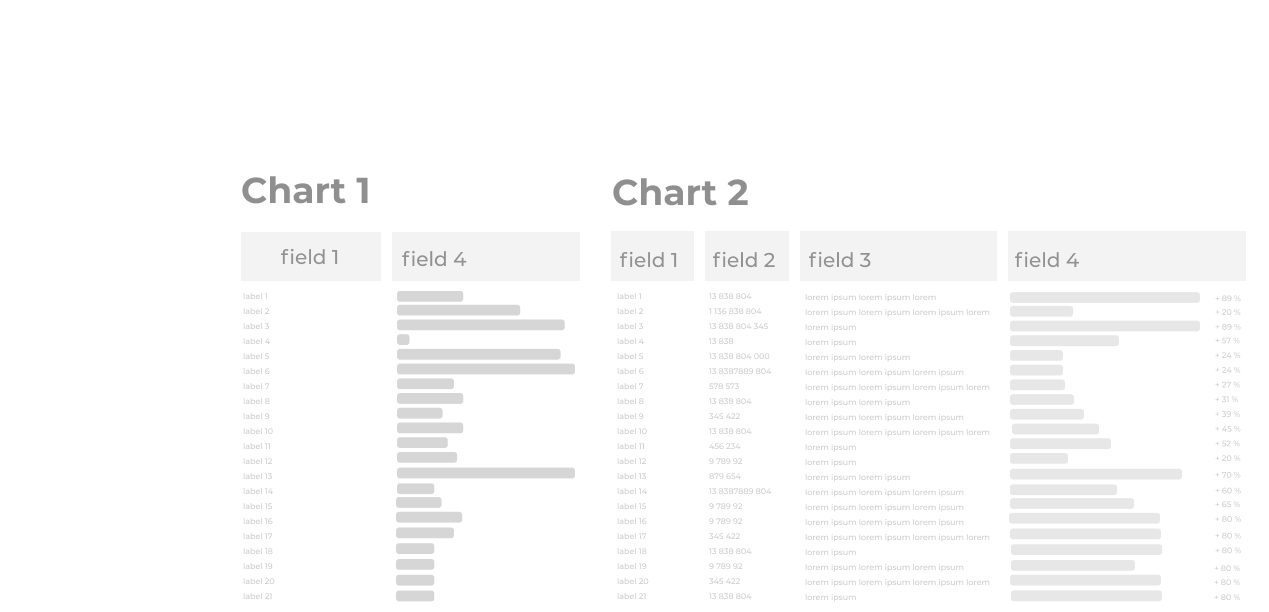 Chart 1
field 1 field 4
label 1
label 2
label 3
label 4
label 5
label 6
label 7
label 8
label 9
label 10
label 11
label 12
label 13
label 14
label 15
label 16
label 17
label 18
label 19
label 20
label 21
Chart 2
field 1 field 2 field 3 field 4
label 1 13 838 804 lorem ipsum lorem ipsum lorem + 89 %
label 2 1 136 838 804 lorem ipsum lorem ipsum lorem ipsum lorem + 20 %
label 3 13 838 804 345 lorem ipsum + 89 %
label 4 13 838 lorem ipsum + 57 %
label 5 13 838 804 000 lorem ipsum lorem ipsum + 24 %
label 6 13 8387889 804 lorem ipsum lorem ipsum lorem ipsum + 24 %
label 7 578 573 lorem ipsum lorem ipsum lorem ipsum lorem + 27 %
label 8 13 838 804 lorem ipsum lorem ipsum + 31 %
label 9 345 422 lorem ipsum lorem ipsum lorem ipsum + 39 %
label 10 13 838 804 lorem ipsum lorem ipsum lorem ipsum lorem + 45 %
label 11 456 234 lorem ipsum + 52 %
label 12 9 789 92 lorem ipsum + 20 %
label 13 879 654 lorem ipsum lorem ipsum + 70 %
label 14 13 8387889 804 lorem ipsum lorem ipsum lorem ipsum + 60 %
label 15 9 789 92 lorem ipsum lorem ipsum lorem ipsum + 65 %
label 16 9 789 92 lorem ipsum lorem ipsum lorem ipsum + 80 %
label 17 345 422 lorem ipsum lorem ipsum lorem ipsum lorem + 80 %
label 18 13 838 804 lorem ipsum + 80 %
label 19 9 789 92 lorem ipsum lorem ipsum lorem ipsum + 80 %
label 20 345 422 lorem ipsum lorem ipsum lorem ipsum lorem + 80 %
label 21 13 838 804 lorem ipsum + 80 %